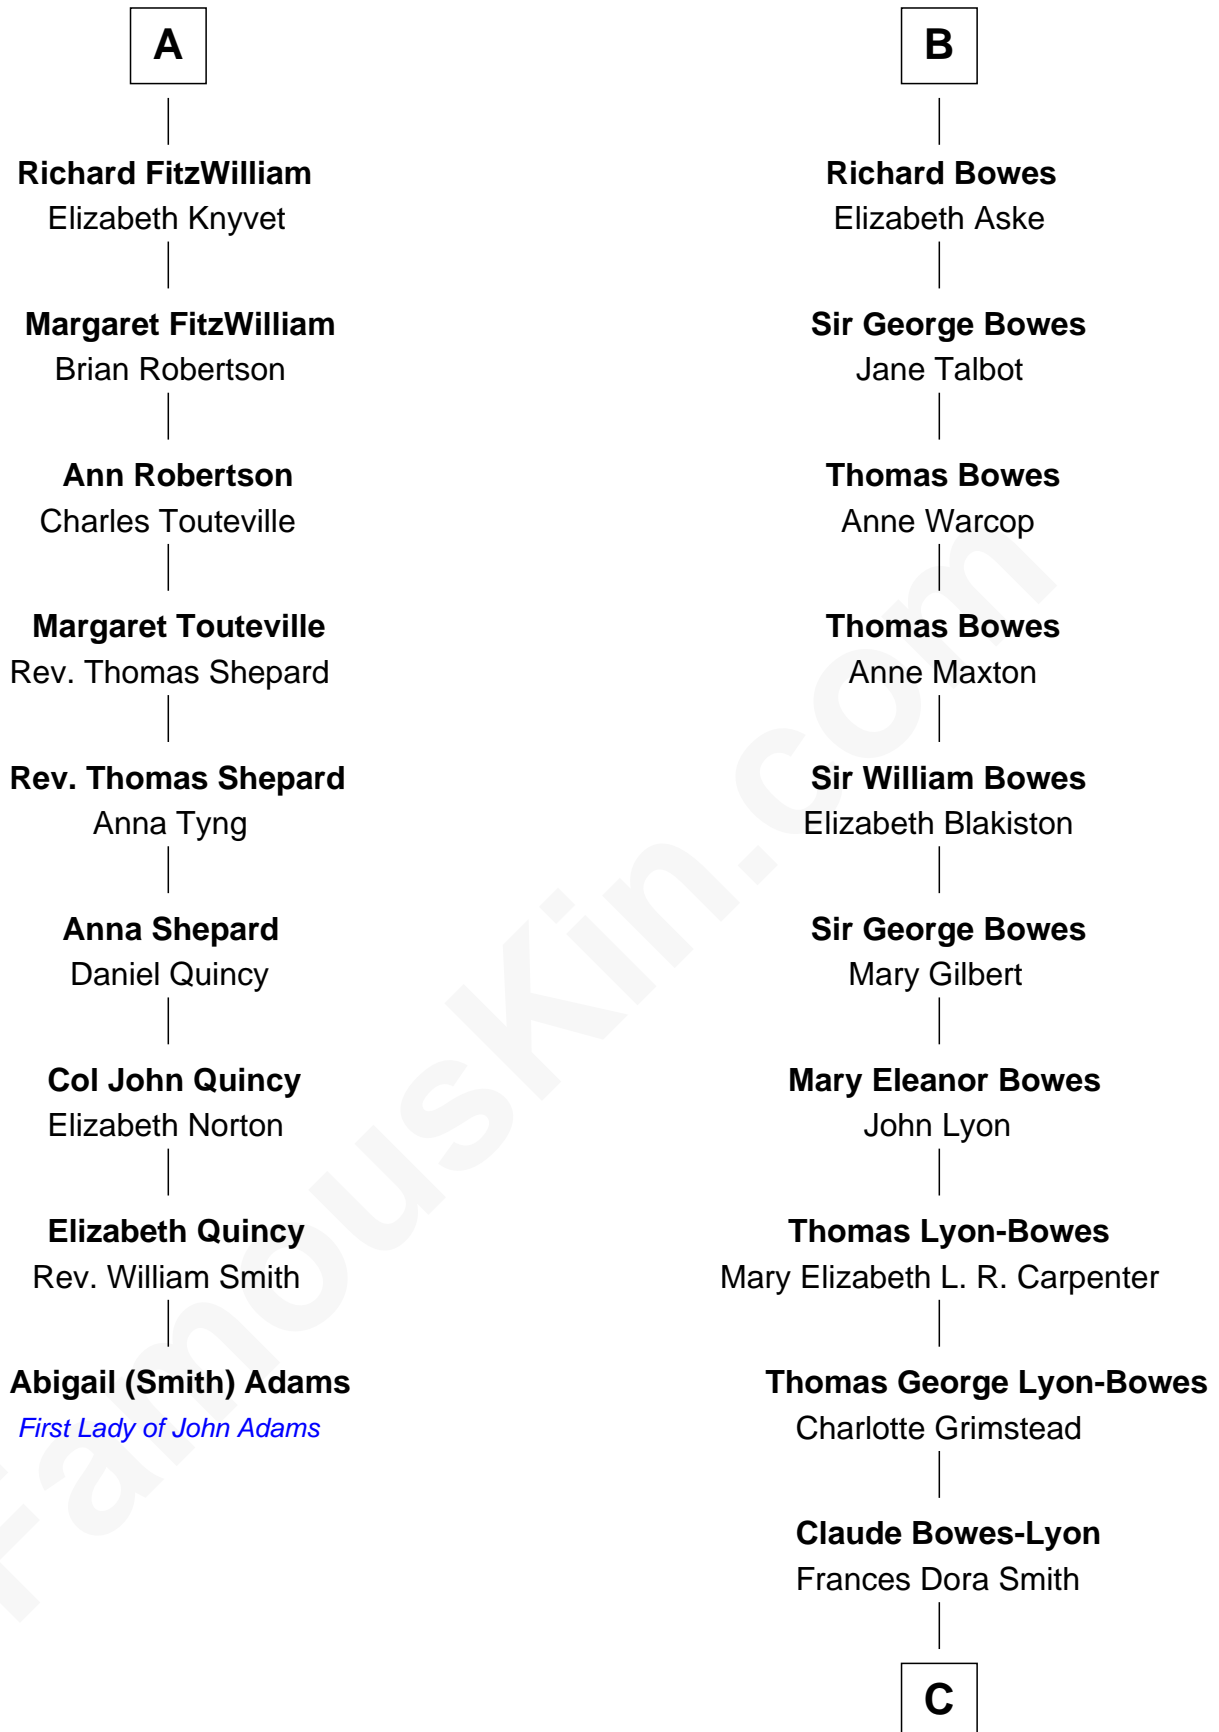 A
Richard FitzWilliam
Elizabeth Knyvet
Margaret FitzWilliam
Brian Robertson
Ann Robertson
Charles Touteville
Margaret Touteville
Rev. Thomas Shepard
Rev. Thomas Shepard
Anna Tyng
Anna Shepard
Daniel Quincy
Col John Quincy
Elizabeth Norton
Elizabeth Quincy
Rev. William Smith
Abigail (Smith) Adams
First Lady of John Adams
B
Richard Bowes
Elizabeth Aske
Sir George Bowes
Jane Talbot
Thomas Bowes
Anne Warcop
Thomas Bowes
Anne Maxton
Sir William Bowes
Elizabeth Blakiston
Sir George Bowes
Mary Gilbert
Mary Eleanor Bowes
John Lyon
Thomas Lyon-Bowes
Mary Elizabeth L. R. Carpenter
Thomas George Lyon-Bowes
Charlotte Grimstead
Claude Bowes-Lyon
Frances Dora Smith
C
FamousKin.com